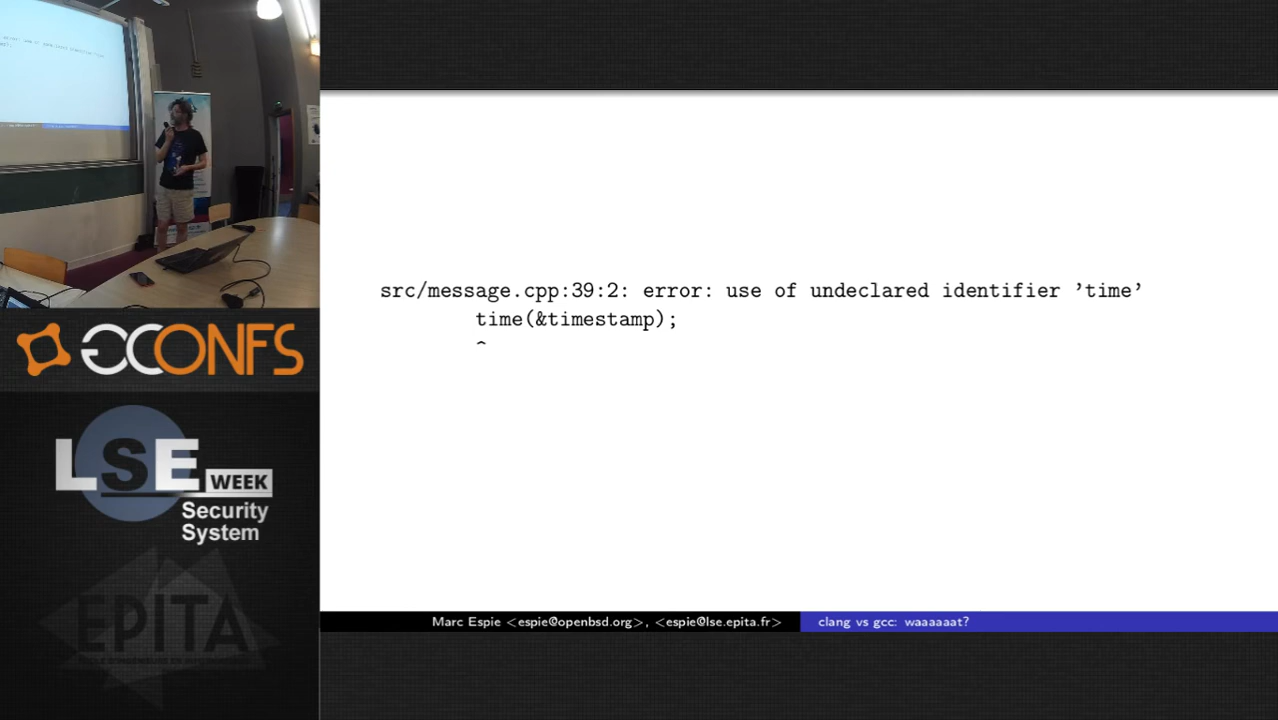 src/message.cpp:39:2: error: use of undeclared identifier ’time’
time(&timestamp);
^
GCONFS
LSE WEEK
Security
System
EPITA
Marc Espie <espie@openbsd.org>, <espie@lse.epita.fr>
clang vs gcc: waaaaaat?